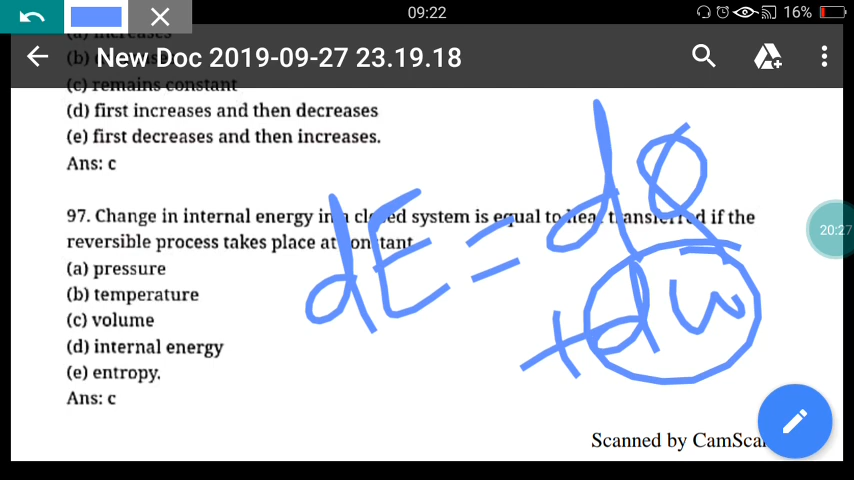 09:22
16%
(a) increases
New Doc 2019-09-27 23.19.18
(c) remains constant
(d) first increases and then decreases
(e) first decreases and then increases.
Ans: c
97. Change in internal energy in a closed system is equal to heat transferred if the
reversible process takes place at constant
(a) pressure
(b) temperature
(c) volume
(d) internal energy
(e) entropy.
Ans: c
dE = dQ
+dw
20:27
Scanned by CamSca